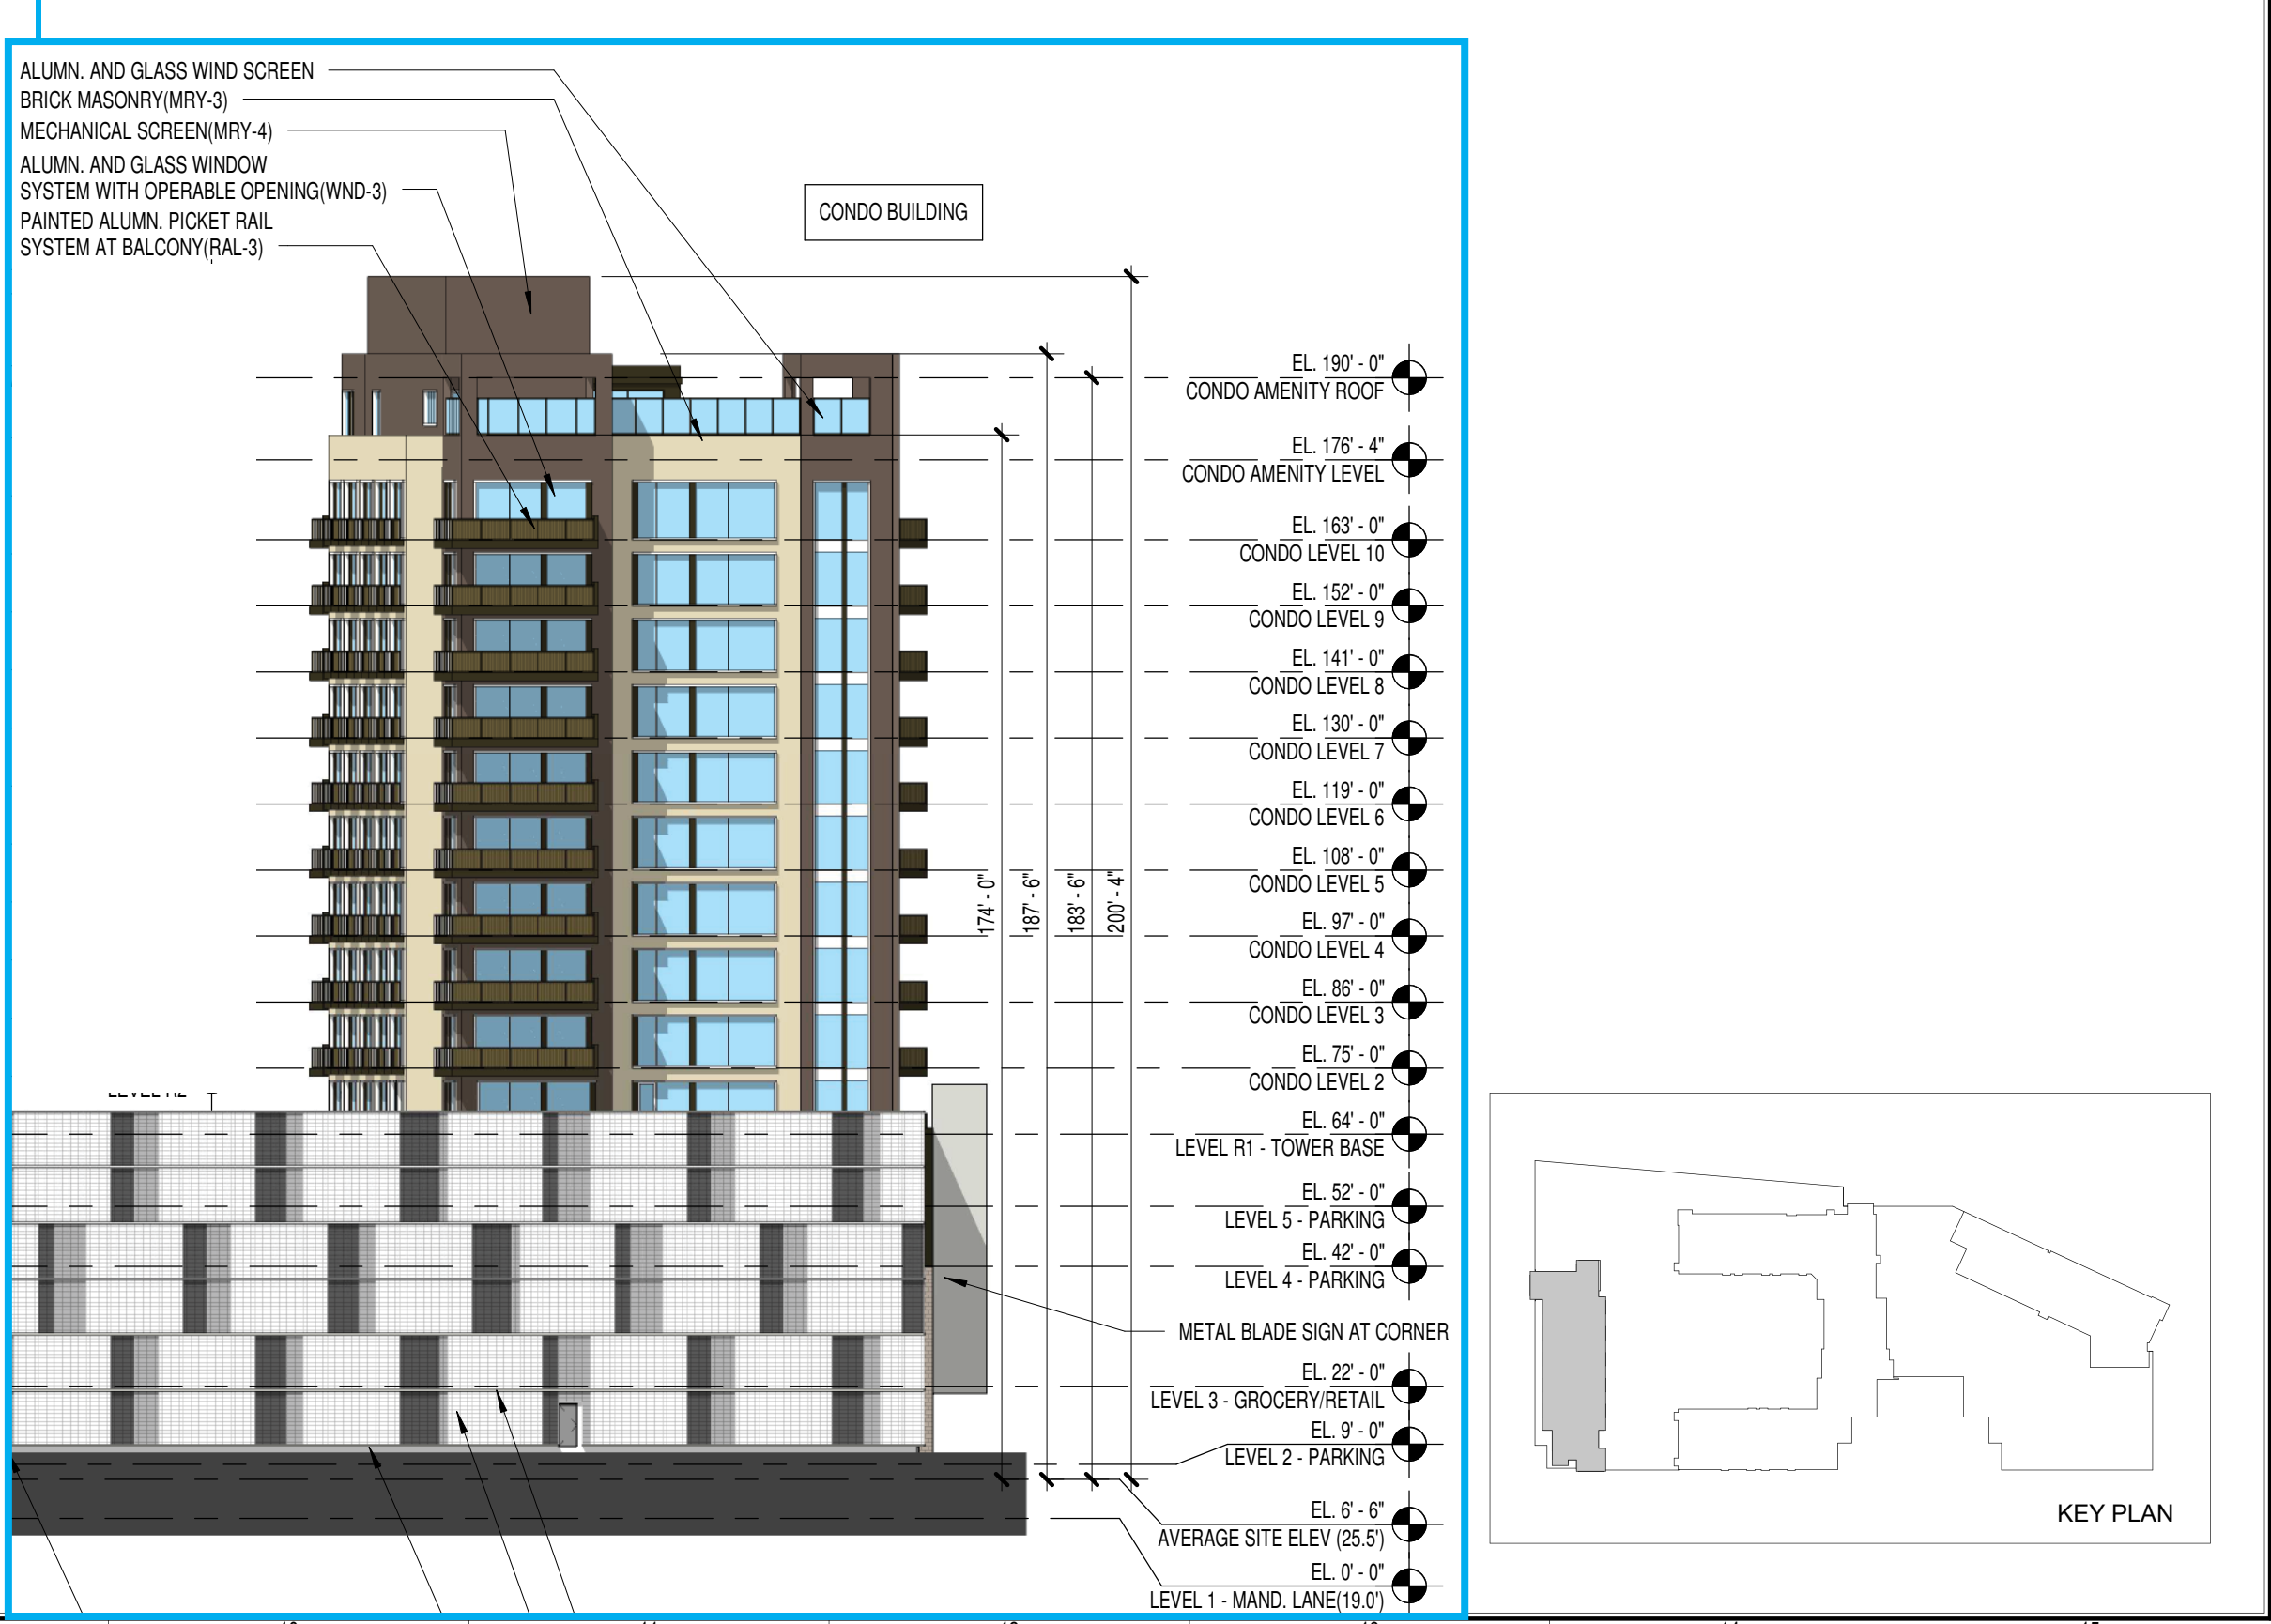 ALUMN. AND GLASS WIND SCREEN
BRICK MASONRY(MRY-3)
MECHANICAL SCREEN(MRY-4)
ALUMN. AND GLASS WINDOW
SYSTEM WITH OPERABLE OPENING(WND-3)
PAINTED ALUMN. PICKET RAIL
SYSTEM AT BALCONY(RAL-3)
CONDO BUILDING
EL. 190' - 0"
CONDO AMENITY ROOF
EL. 176' - 4"
CONDO AMENITY LEVEL
EL. 163' - 0"
CONDO LEVEL 10
EL. 152' - 0"
CONDO LEVEL 9
EL. 141' - 0"
CONDO LEVEL 8
EL. 130' - 0"
CONDO LEVEL 7
EL. 119' - 0"
CONDO LEVEL 6
EL. 108' - 0"
CONDO LEVEL 5
174' - 0"
187' - 6"
183' - 6"
200' - 4"
EL. 97' - 0"
CONDO LEVEL 4
EL. 86' - 0"
CONDO LEVEL 3
EL. 75' - 0"
CONDO LEVEL 2
EL. 64' - 0"
LEVEL R1 - TOWER BASE
EL. 52' - 0"
LEVEL 5 - PARKING
EL. 42' - 0"
LEVEL 4 - PARKING
METAL BLADE SIGN AT CORNER
EL. 22' - 0"
LEVEL 3 - GROCERY/RETAIL
EL. 9' - 0"
LEVEL 2 - PARKING
EL. 6' - 6"
AVERAGE SITE ELEV (25.5')
EL. 0' - 0"
LEVEL 1 - MAND. LANE(19.0')
KEY PLAN